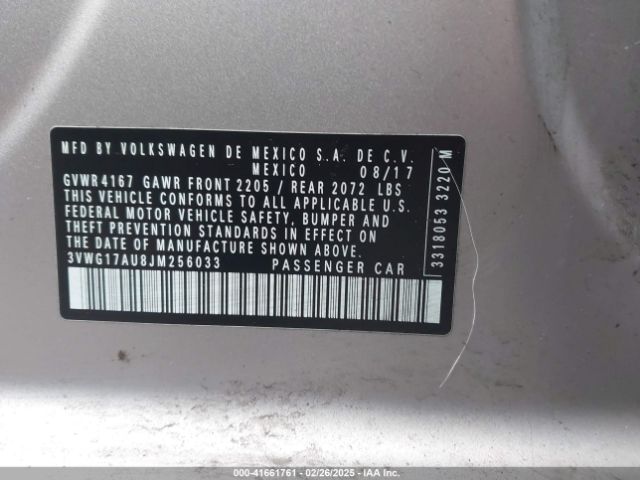 MFD BY VOLKSWAGEN DE MEXICO S.A. DE C.V.
MEXICO 08/17
GVWR4167 GAWR FRONT 2205 / REAR 2072 LBS
THIS VEHICLE CONFORMS TO ALL APPLICABLE U.S.
FEDERAL MOTOR VEHICLE SAFETY, BUMPER AND
THEFT PREVENTION STANDARDS IN EFFECT ON
THE DATE OF MANUFACTURE SHOWN ABOVE.
3VWG17AU8JM256033 PASSENGER CAR
3318053 3220 M
000-41661761 - 02/26/2025 - IAA Inc.